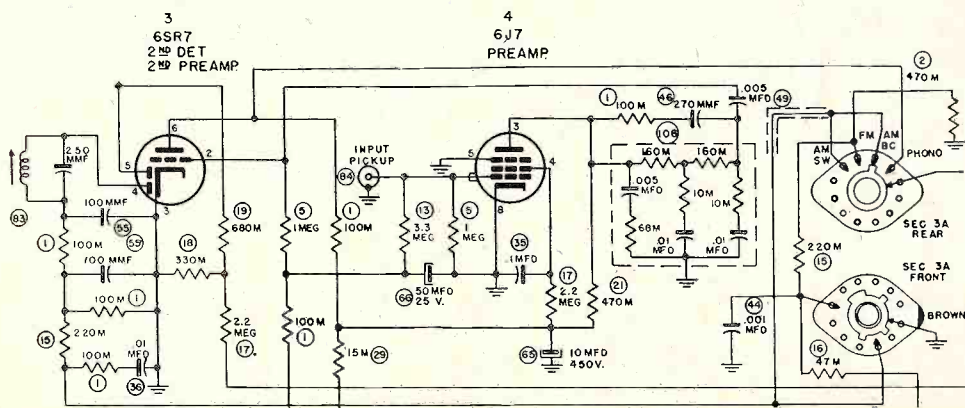 3
6SR7
2ND DET
2ND PREAMP.
4
6J7
PREAMP.
2
470M
6
2
5
4
3
250
MMF
83
100 MMF
55
55
1
100M
18
330M
19
680M
100 MMF
100M
1
15
220M
100M
1
.01
MFD
36
2.2
MEG
17.
5
1 MEG
1
100M
100M
1
15M
29
INPUT
PICKUP
84
13
3.3
MEG
5
1
MEG
66
50 MFD
25 V.
3
5
4
8
35
.1MFD
17
2.2
MEG
65
10 MFD
450V.
1
100M
46
270MMF
.005
MFD
49
108
160M
160M
.005
MFD
10M
10M
68M
.01
MFD
.01
MFD
21
470M
AM
SW
FM
AM
BC
PHONO
SEC 3A
REAR
220M
15
SEC 3A
FRONT
BROWN
44
.001
MFD
16
47M